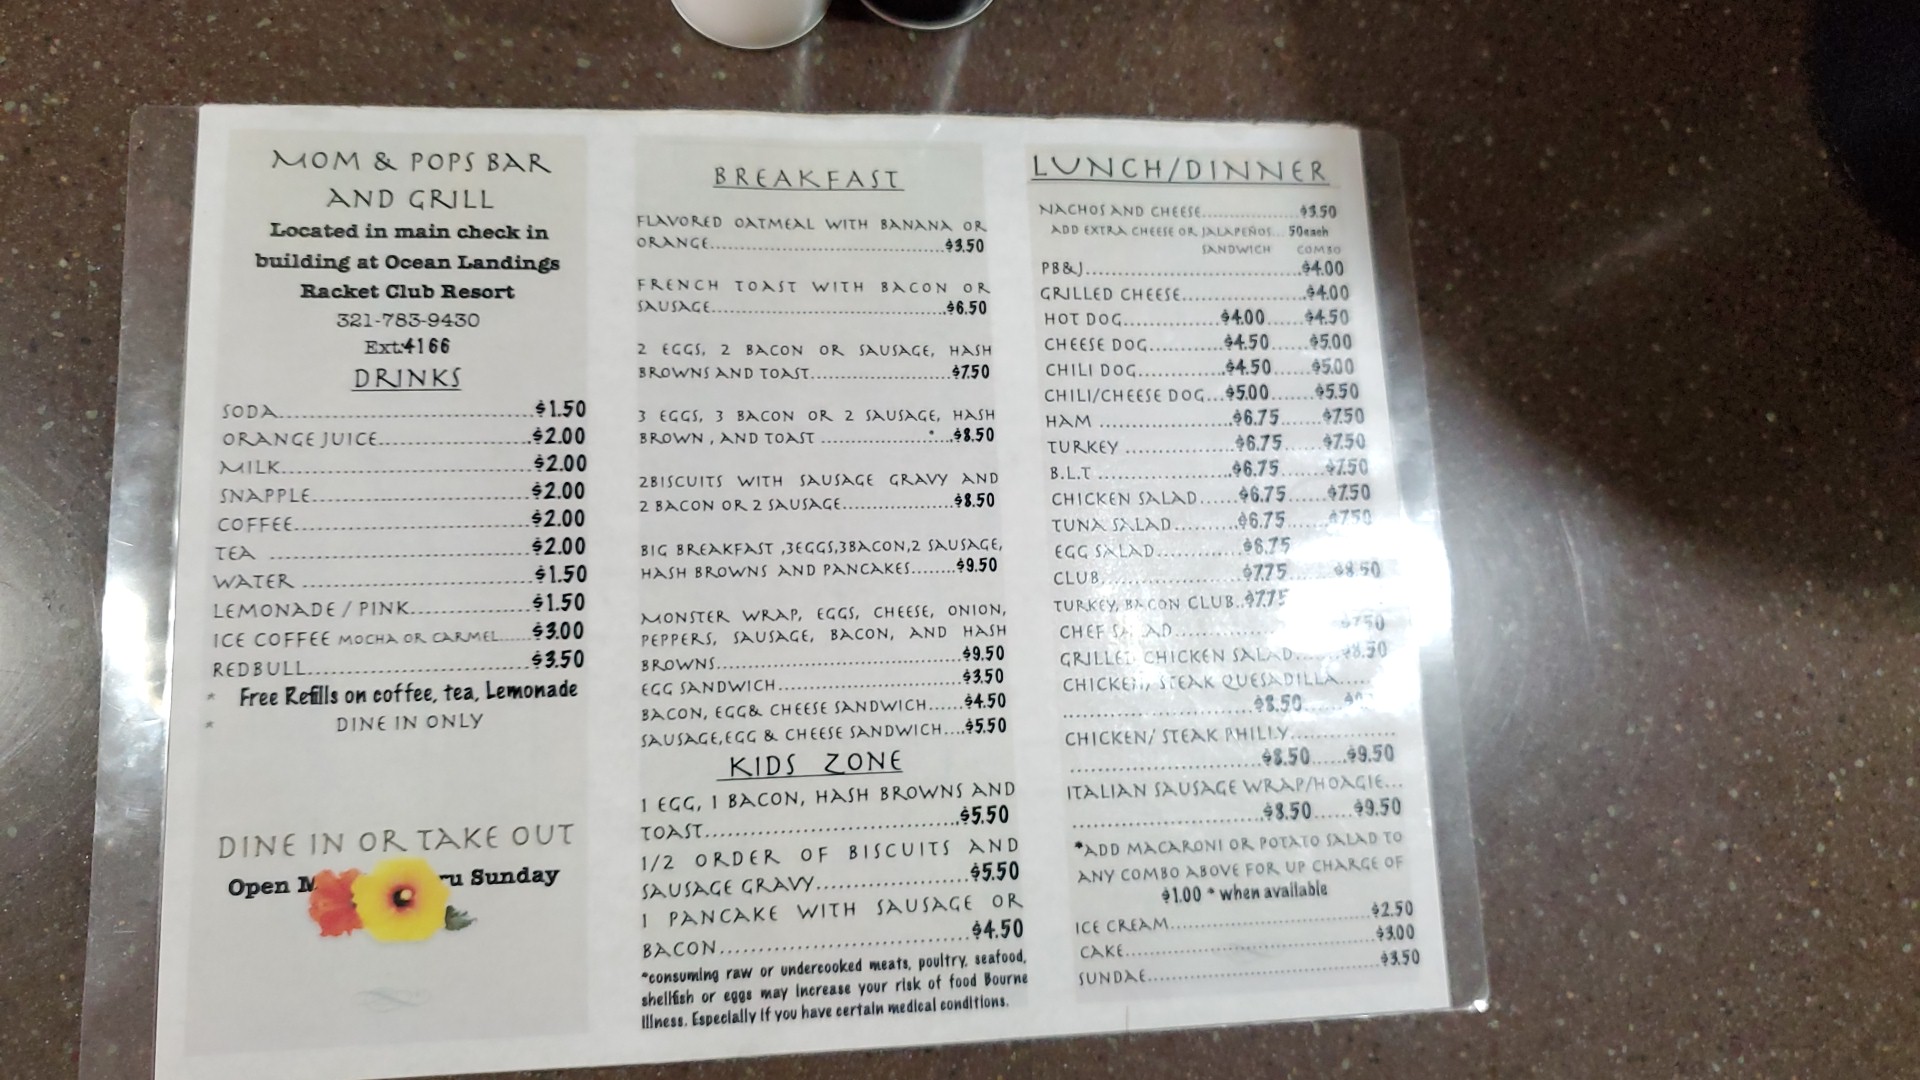 MOM & POPS BAR
AND GRILL
Located in main check in
building at Ocean Landings
Racket Club Resort
321-783-9430
Ext:4166
DRINKS
SODA...$1.50
ORANGE JUICE...$2.00
MILK...$2.00
SNAPPLE...$2.00
COFFEE...$2.00
TEA ...$2.00
WATER ...$1.50
LEMONADE / PINK...$1.50
ICE COFFEE MOCHA OR CARMEL...$3.00
REDBULL...$3.50
* Free Refills on coffee, tea, Lemonade
* DINE IN ONLY
DINE IN OR TAKE OUT
Open M ru Sunday
BREAKFAST
FLAVORED OATMEAL WITH BANANA OR
ORANGE...$3.50
FRENCH TOAST WITH BACON OR
SAUSAGE...$6.50
2 EGGS, 2 BACON OR SAUSAGE, HASH
BROWNS AND TOAST...$7.50
3 EGGS, 3 BACON OR 2 SAUSAGE, HASH
BROWN , AND TOAST ...$8.50
2BISCUITS WITH SAUSAGE GRAVY AND
2 BACON OR 2 SAUSAGE...$8.50
BIG BREAKFAST ,3EGGS,3BACON,2 SAUSAGE,
HASH BROWNS AND PANCAKES...$9.50
MONSTER WRAP, EGGS, CHEESE, ONION,
PEPPERS, SAUSAGE, BACON, AND HASH
BROWNS...$9.50
EGG SANDWICH...$3.50
BACON, EGG& CHEESE SANDWICH...$4.50
SAUSAGE,EGG & CHEESE SANDWICH...$5.50
KIDS ZONE
1 EGG, 1 BACON, HASH BROWNS AND
TOAST...$5.50
1/2 ORDER OF BISCUITS AND
SAUSAGE GRAVY...$5.50
1 PANCAKE WITH SAUSAGE OR
BACON...$4.50
*consuming raw or undercooked meats, poultry, seafood,
shellfish or eggs may increase your risk of food Bourne
Illness. Especially if you have certain medical conditions.
LUNCH/DINNER
NACHOS AND CHEESE...$3.50
ADD EXTRA CHEESE OR JALAPEÑOS... 50each
SANDWICH COMBO
PB&J...$4.00
GRILLED CHEESE...$4.00
HOT DOG...$4.00...$4.50
CHEESE DOG...$4.50...$5.00
CHILI DOG...$4.50...$5.00
CHILI/CHEESE DOG...$5.00...$5.50
HAM ...$6.75...$7.50
TURKEY ...$6.75...$7.50
B.L.T ...$6.75...$7.50
CHICKEN SALAD...$6.75...$7.50
TUNA SALAD...$6.75...$7.50
EGG SALAD...$6.75
CLUB...$7.75...$8.50
TURKEY, BACON CLUB..$7.75
CHEF SALAD...$7.50
GRILLED CHICKEN SALAD...$8.50
CHICKEN/ STEAK QUESADILLA...
...$8.50...
CHICKEN/ STEAK PHILLY...
...$8.50...$9.50
ITALIAN SAUSAGE WRAP/HOAGIE...
...$8.50...$9.50
*ADD MACARONI OR POTATO SALAD TO
ANY COMBO ABOVE FOR UP CHARGE OF
$1.00 * when available
ICE CREAM...$2.50
CAKE...$3.00
SUNDAE...$3.50